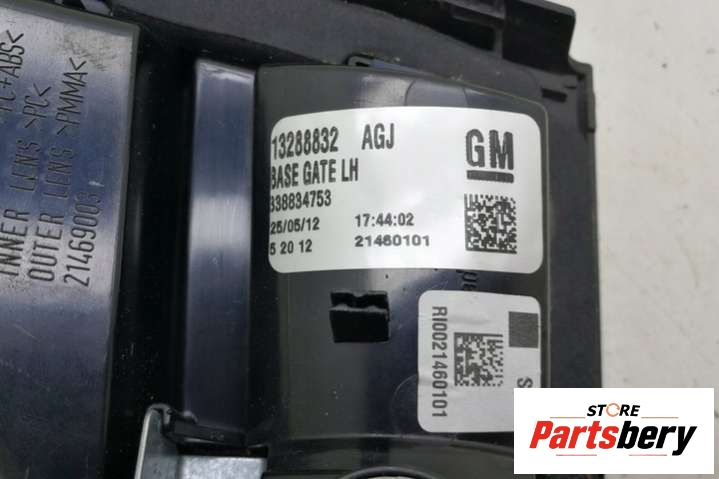 >PC+ABS<
INNER LENS >PC<
OUTER LENS >PMMA<
21469003
13288832 AGJ
GM
BASE GATE LH
338834753
25/05/12 17:44:02
5 20 12 21460101
RI0021460101
STORE
Partsbery